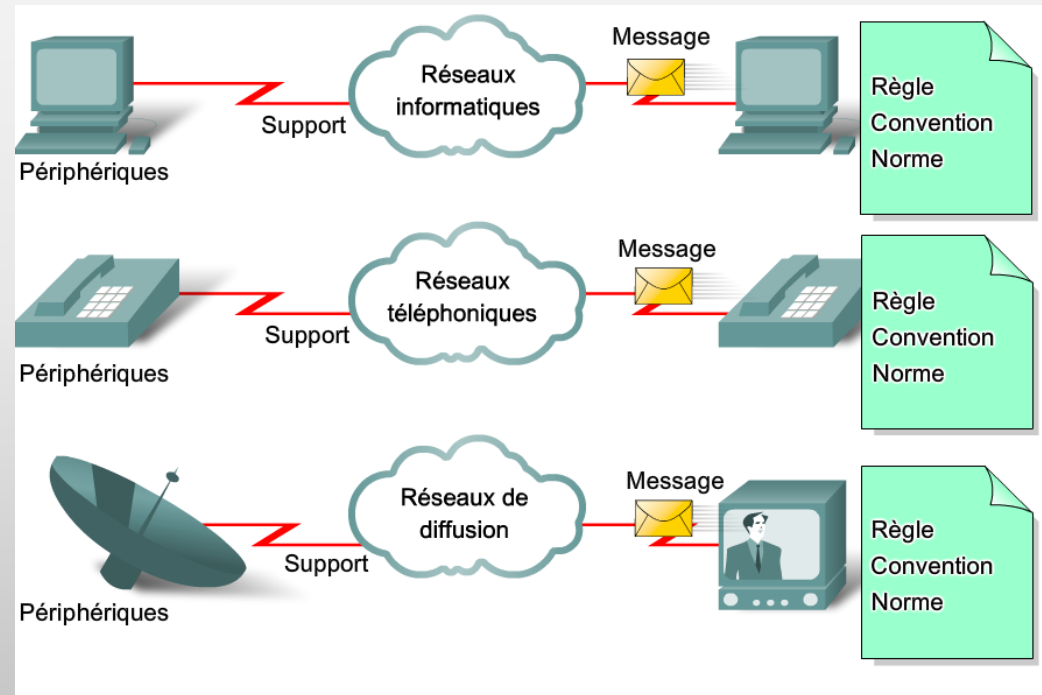 Message
Réseaux
informatiques
Support
Périphériques
Règle
Convention
Norme
Message
Réseaux
téléphoniques
Support
Périphériques
Règle
Convention
Norme
Message
Réseaux de
diffusion
Support
Périphériques
Règle
Convention
Norme